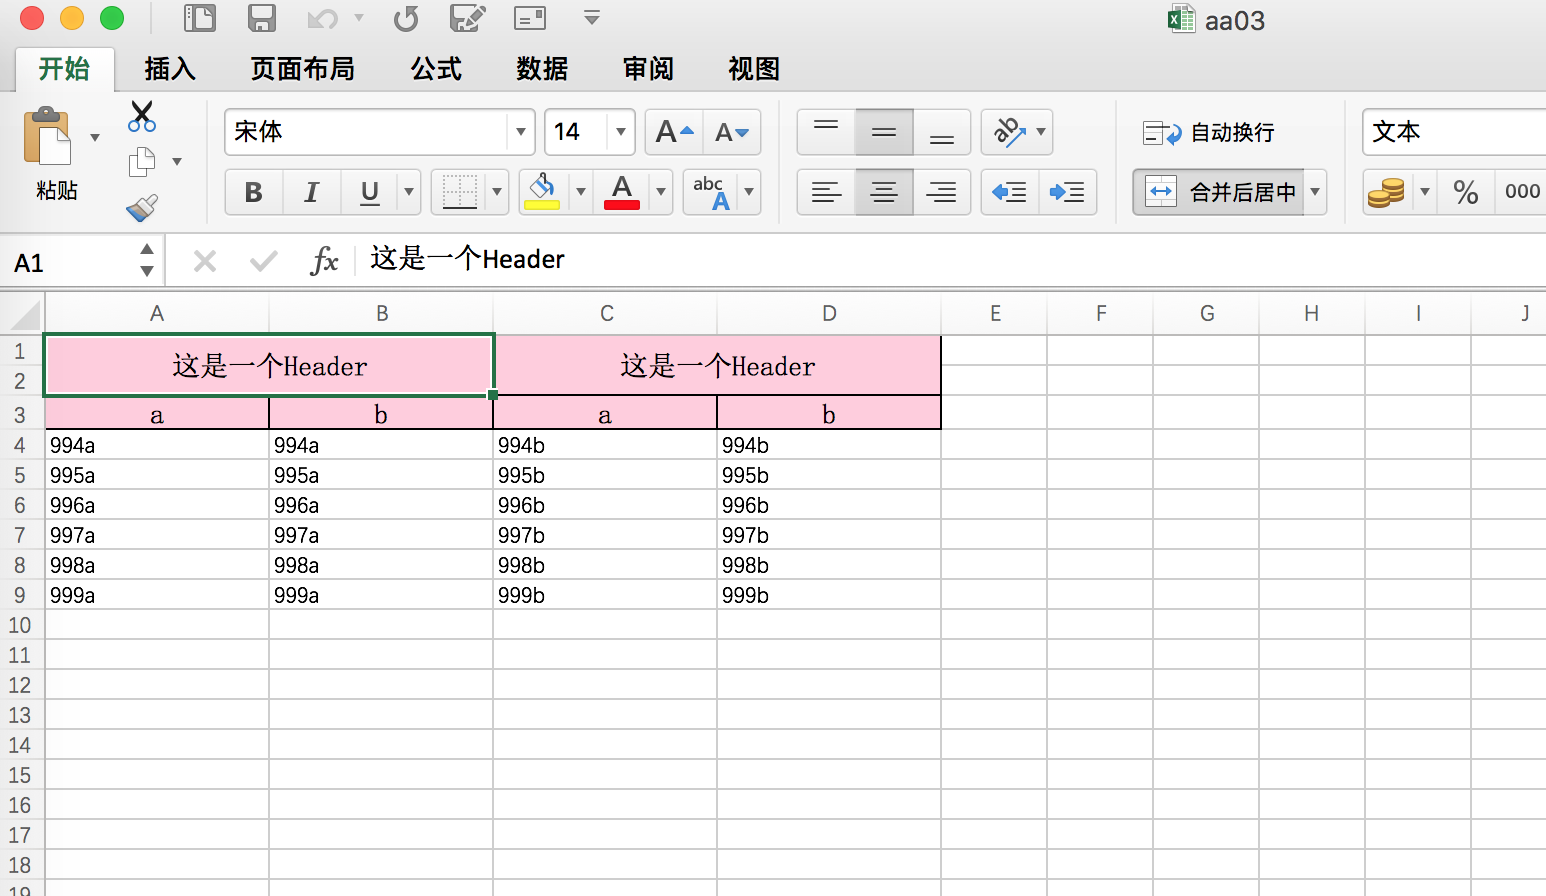 aa03
开始 插入 页面布局 公式 数据 审阅 视图
宋体 14 A A ab 自动换行 文本
粘贴 B I U A abc A 合并后居中 % 000
A1 fx 这是一个Header
A B C D E F G H I J
1 这是一个Header 这是一个Header
2
3 a b a b
4 994a 994a 994b 994b
5 995a 995a 995b 995b
6 996a 996a 996b 996b
7 997a 997a 997b 997b
8 998a 998a 998b 998b
9 999a 999a 999b 999b
10
11
12
13
14
15
16
17
18
19